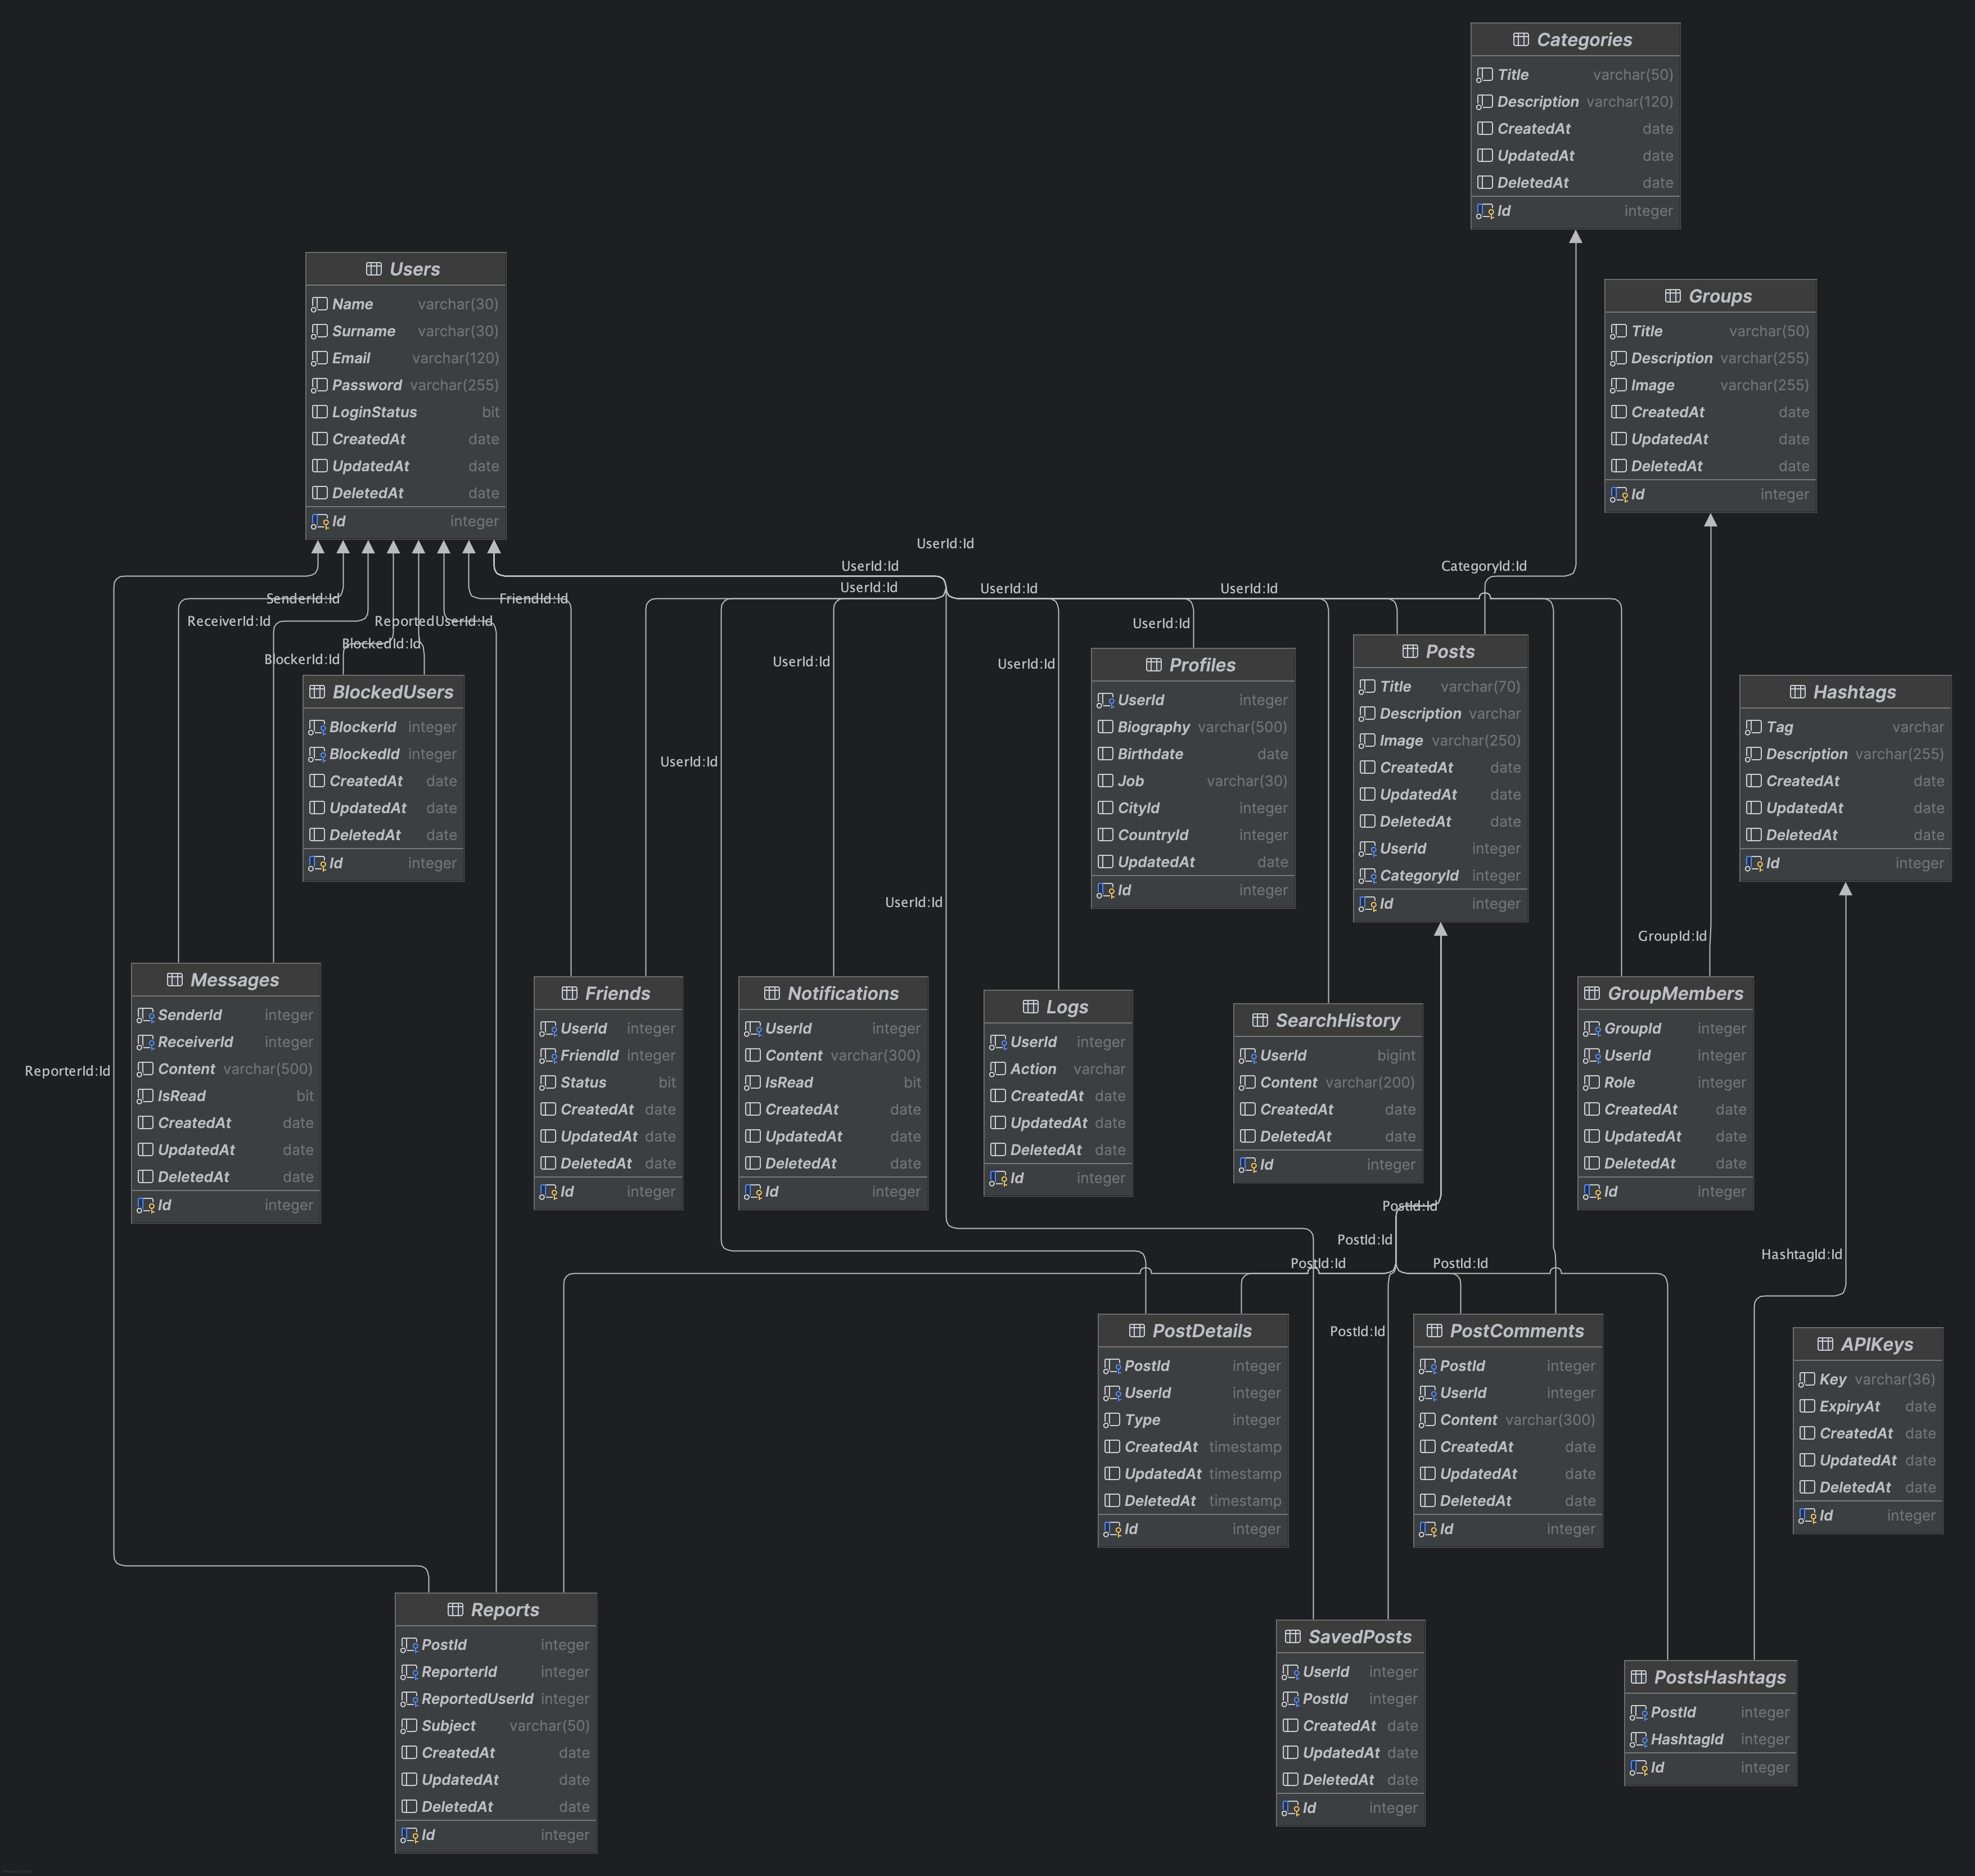 Categories
Title varchar(50)
Description varchar(120)
CreatedAt date
UpdatedAt date
DeletedAt date
Id integer
Users
Name varchar(30)
Surname varchar(30)
Email varchar(120)
Password varchar(255)
LoginStatus bit
CreatedAt date
UpdatedAt date
DeletedAt date
Id integer
Groups
Title varchar(50)
Description varchar(255)
Image varchar(255)
CreatedAt date
UpdatedAt date
DeletedAt date
Id integer
UserId:Id
UserId:Id
UserId:Id
UserId:Id
UserId:Id
CategoryId:Id
SenderId:Id
FriendId:Id
ReceiverId:Id
ReportedUserId:Id
BlockedId:Id
BlockerId:Id
UserId:Id
UserId:Id
UserId:Id
UserId:Id
UserId:Id
BlockedUsers
BlockerId integer
BlockedId integer
CreatedAt date
UpdatedAt date
DeletedAt date
Id integer
Profiles
UserId integer
Biography varchar(500)
Birthdate date
Job varchar(30)
CityId integer
CountryId integer
UpdatedAt date
Id integer
Posts
Title varchar(70)
Description varchar
Image varchar(250)
CreatedAt date
UpdatedAt date
DeletedAt date
UserId integer
CategoryId integer
Id integer
Hashtags
Tag varchar
Description varchar(255)
CreatedAt date
UpdatedAt date
DeletedAt date
Id integer
GroupId:Id
Messages
SenderId integer
ReceiverId integer
Content varchar(500)
IsRead bit
CreatedAt date
UpdatedAt date
DeletedAt date
Id integer
Friends
UserId integer
FriendId integer
Status bit
CreatedAt date
UpdatedAt date
DeletedAt date
Id integer
Notifications
UserId integer
Content varchar(300)
IsRead bit
CreatedAt date
UpdatedAt date
DeletedAt date
Id integer
Logs
UserId integer
Action varchar
CreatedAt date
UpdatedAt date
DeletedAt date
Id integer
SearchHistory
UserId bigint
Content varchar(200)
CreatedAt date
DeletedAt date
Id integer
GroupMembers
GroupId integer
UserId integer
Role integer
CreatedAt date
UpdatedAt date
DeletedAt date
Id integer
ReporterId:Id
PostId:Id
PostId:Id
PostId:Id
PostId:Id
PostId:Id
HashtagId:Id
PostDetails
PostId integer
UserId integer
Type integer
CreatedAt timestamp
UpdatedAt timestamp
DeletedAt timestamp
Id integer
PostComments
PostId integer
UserId integer
Content varchar(300)
CreatedAt date
UpdatedAt date
DeletedAt date
Id integer
APIKeys
Key varchar(36)
ExpiryAt date
CreatedAt date
UpdatedAt date
DeletedAt date
Id integer
Reports
PostId integer
ReporterId integer
ReportedUserId integer
Subject varchar(50)
CreatedAt date
UpdatedAt date
DeletedAt date
Id integer
SavedPosts
UserId integer
PostId integer
CreatedAt date
UpdatedAt date
DeletedAt date
Id integer
PostsHashtags
PostId integer
HashtagId integer
Id integer